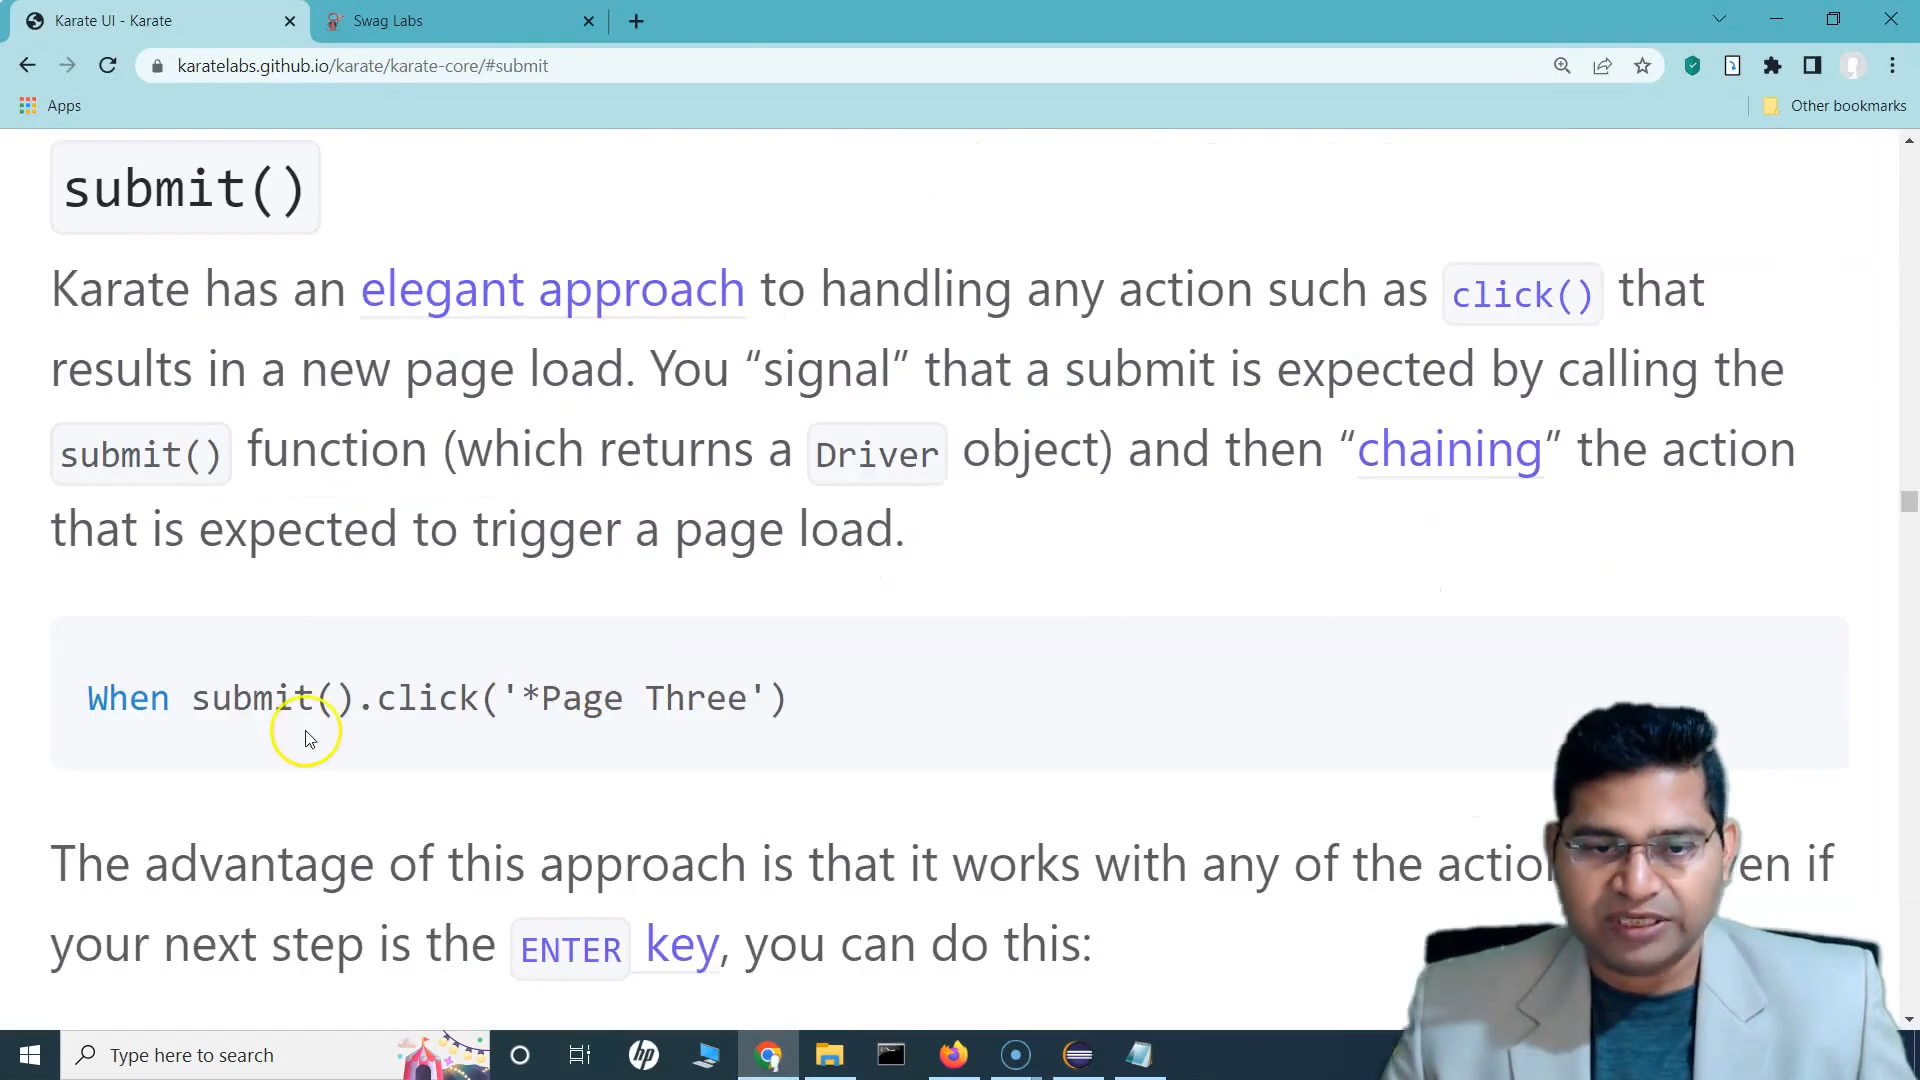 Karate UI - Karate
Swag Labs
karatelabs.github.io/karate/karate-core/#submit
Apps
Other bookmarks
submit()
Karate has an elegant approach to handling any action such as click() that
results in a new page load. You “signal” that a submit is expected by calling the
submit() function (which returns a Driver object) and then “chaining” the action
that is expected to trigger a page load.
When submit().click('*Page Three')
The advantage of this approach is that it works with any of the en if
your next step is the ENTER key, you can do this:
Type here to search
hp